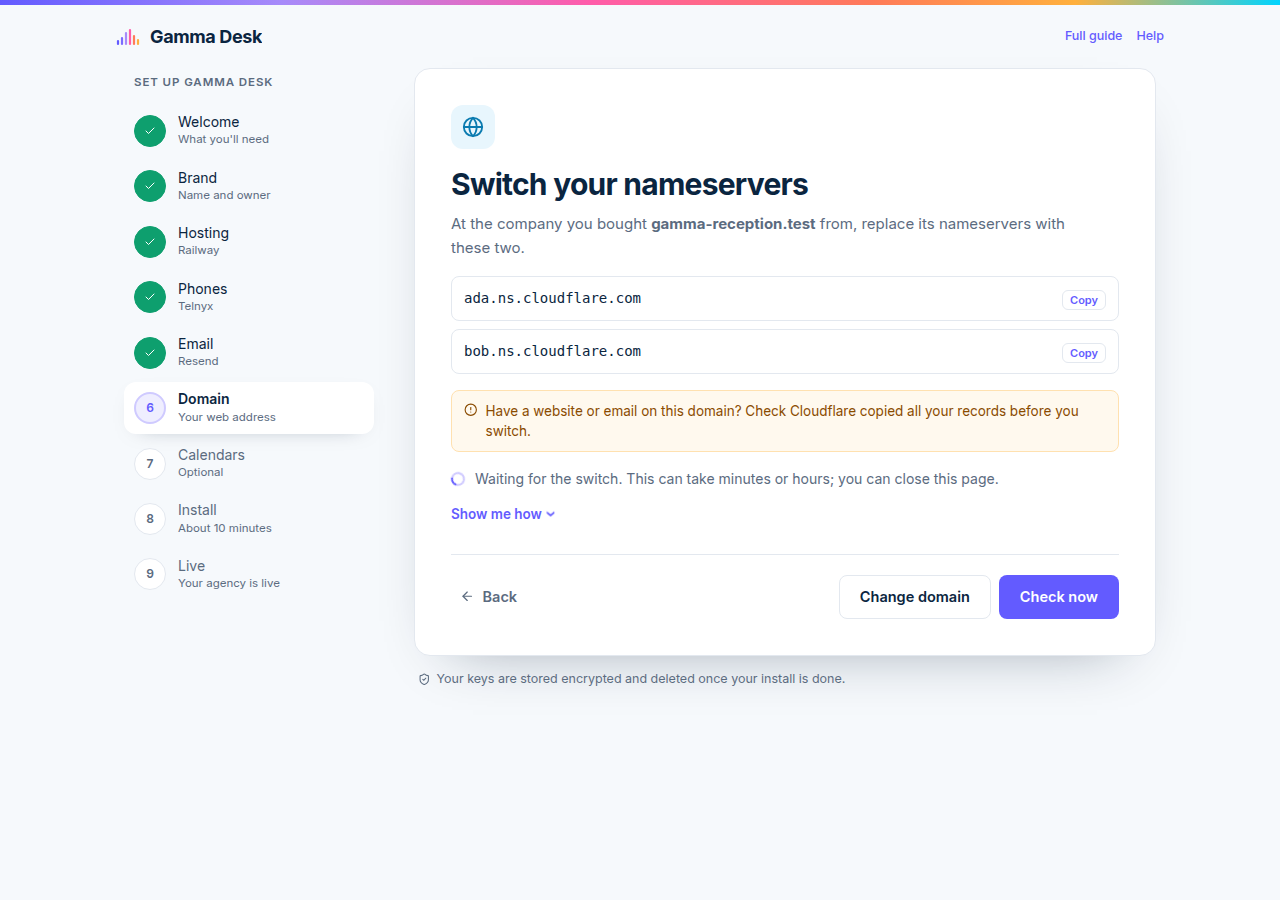 Gamma Desk
Full guide Help
SET UP GAMMA DESK
Welcome
What you'll need
Brand
Name and owner
Hosting
Railway
Phones
Telnyx
Email
Resend
6
Domain
Your web address
7
Calendars
Optional
8
Install
About 10 minutes
9
Live
Your agency is live
Switch your nameservers
At the company you bought gamma-reception.test from, replace its nameservers with
these two.
ada.ns.cloudflare.com Copy
bob.ns.cloudflare.com Copy
Have a website or email on this domain? Check Cloudflare copied all your records before you
switch.
Waiting for the switch. This can take minutes or hours; you can close this page.
Show me how
Back Change domain Check now
Your keys are stored encrypted and deleted once your install is done.